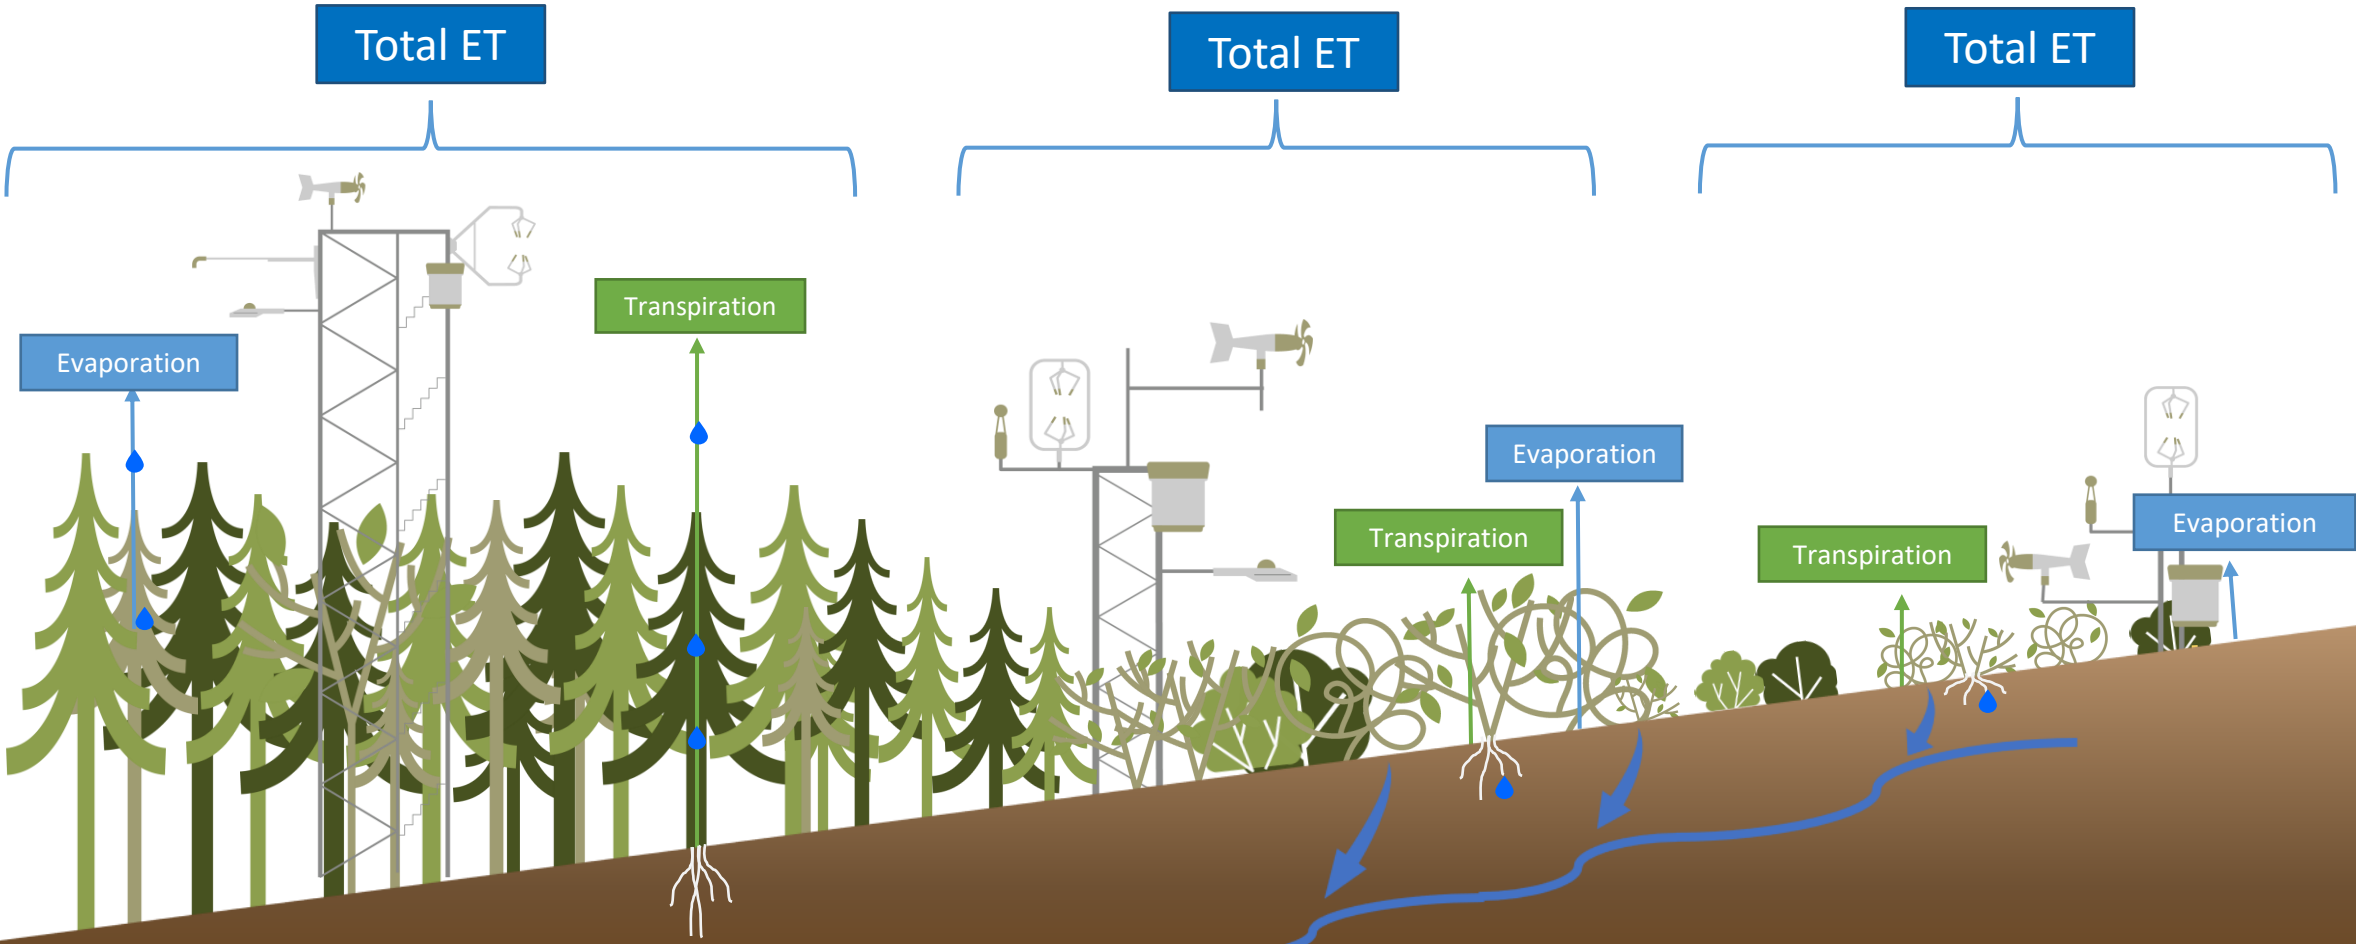 Total ET
Total ET
Total ET
Evaporation
Transpiration
Transpiration
Evaporation
Transpiration
Evaporation